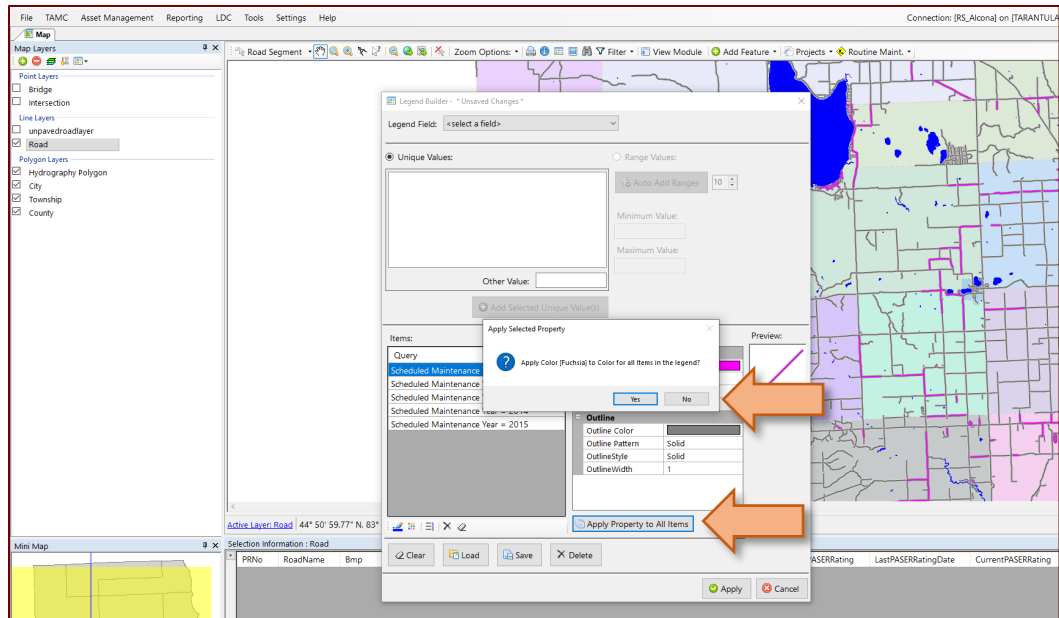 File TAMC Asset Management Reporting LDC Tools Settings Help Connection: [RS_Alcona] on [TARANTULA
Map
Map Layers
Road Segment Zoom Options: Filter View Module Add Feature Projects Routine Maint.
Point Layers
Bridge
Intersection
Line Layers
unpavedroadlayer
Road
Polygon Layers
Hydrography Polygon
City
Township
County
Legend Builder - * Unsaved Changes *
Legend Field: <select a field>
Unique Values: Range Values:
Auto Add Ranges 10
Minimum Value:
Maximum Value:
Other Value:
Add Selected Unique Value(s)
Apply Selected Property
Apply Color [Fuchsia] to Color for all Items in the legend?
Yes No
Items: Preview:
Query
Scheduled Maintenance
Scheduled Maintenance
Scheduled Maintenance
Scheduled Maintenance Year = 2014
Scheduled Maintenance Year = 2015
Outline
Outline Color
Outline Pattern Solid
OutlineStyle Solid
OutlineWidth 1
Apply Property to All Items
Active Layer: Road 44° 50' 59.77" N, 83°
Clear Load Save Delete
Apply Cancel
Mini Map
Selection Information : Road
PRNo RoadName Bmp PASERRating LastPASERRatingDate CurrentPASERRating